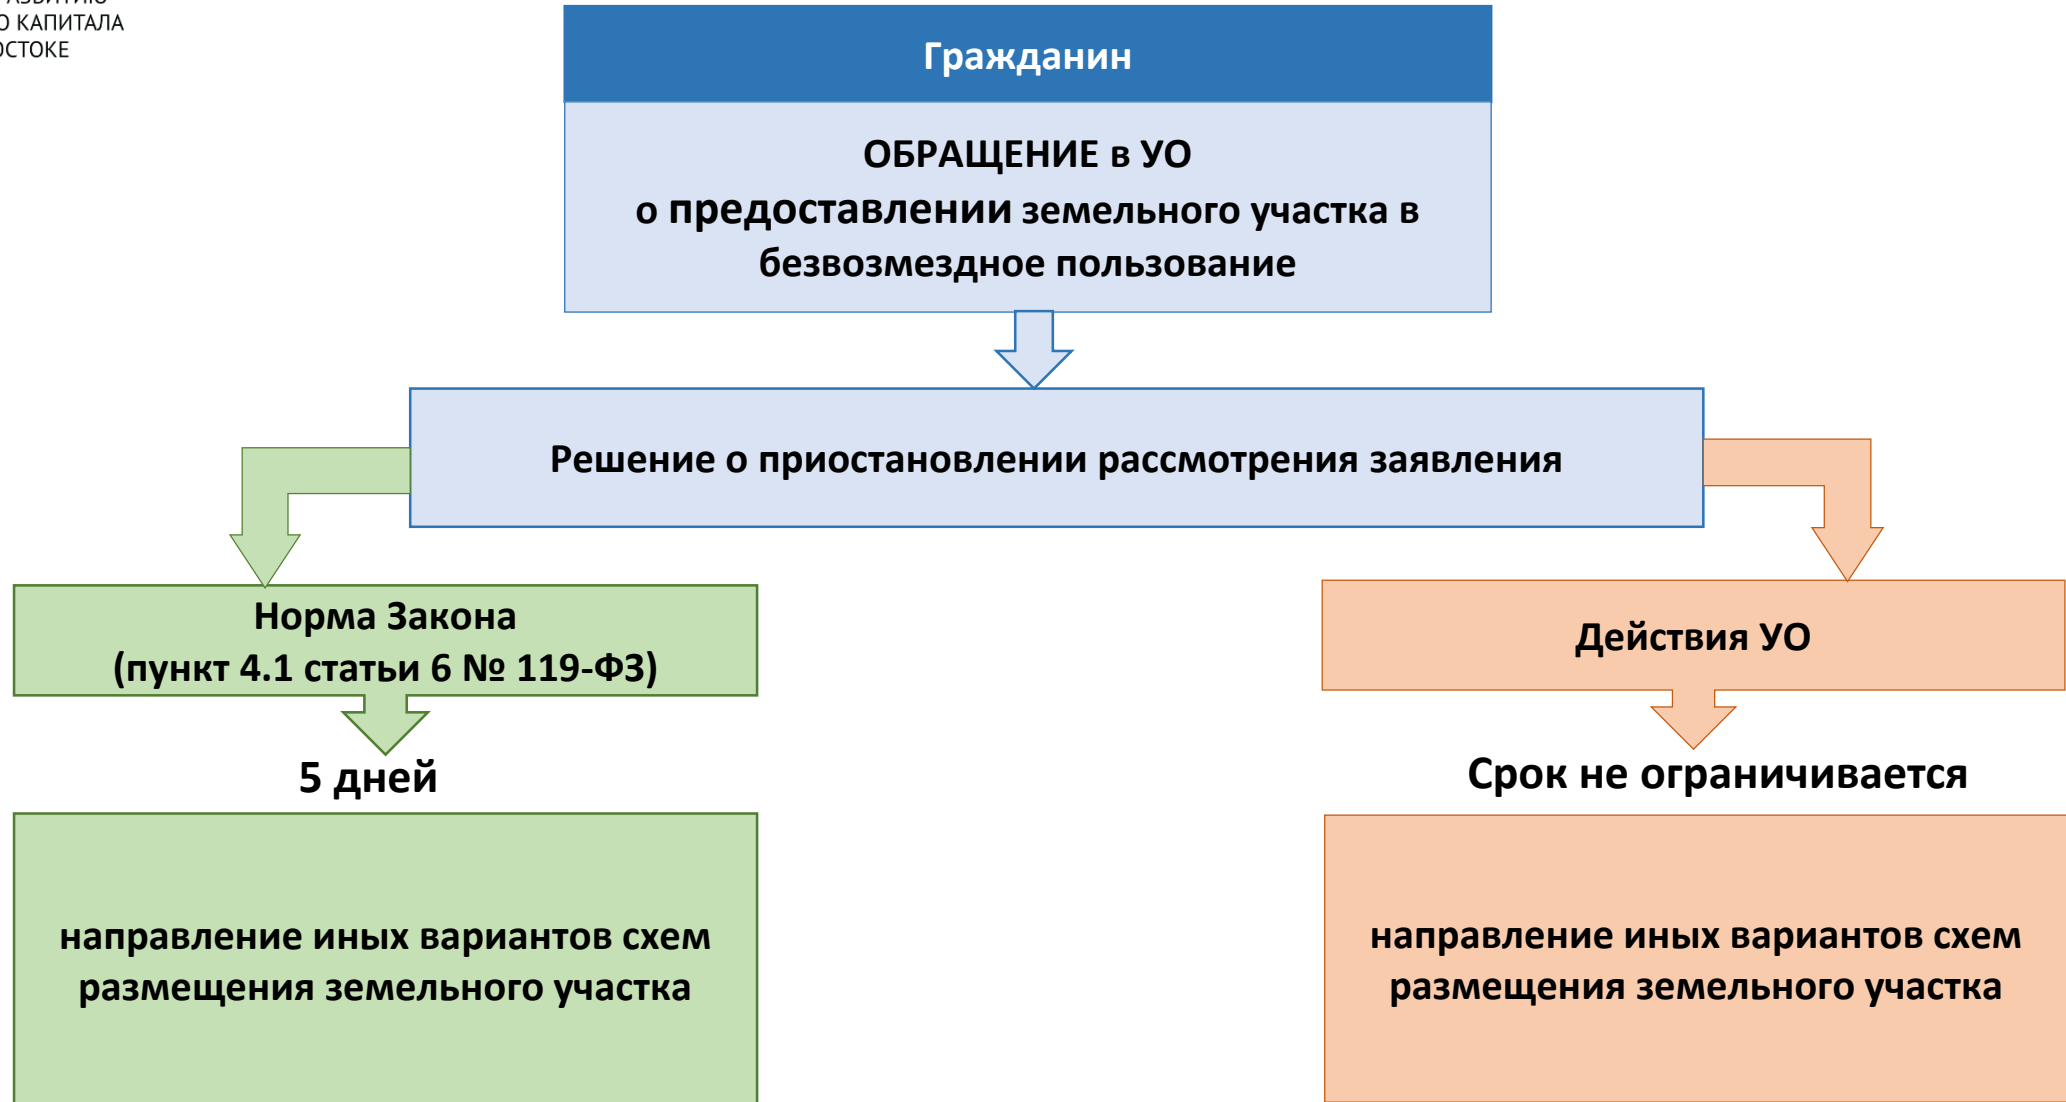 О КАПИТАЛА
ОСТОКЕ
Гражданин
ОБРАЩЕНИЕ в УО
о предоставлении земельного участка в
безвозмездное пользование
Решение о приостановлении рассмотрения заявления
Норма Закона
(пункт 4.1 статьи 6 № 119-ФЗ)
Действия УО
5 дней
Срок не ограничивается
направление иных вариантов схем
размещения земельного участка
направление иных вариантов схем
размещения земельного участка